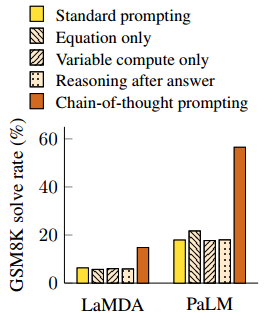 Standard prompting
Equation only
Variable compute only
Reasoning after answer
Chain-of-thought prompting
GSM8K solve rate (%)
60
40
20
0
LaMDA PaLM